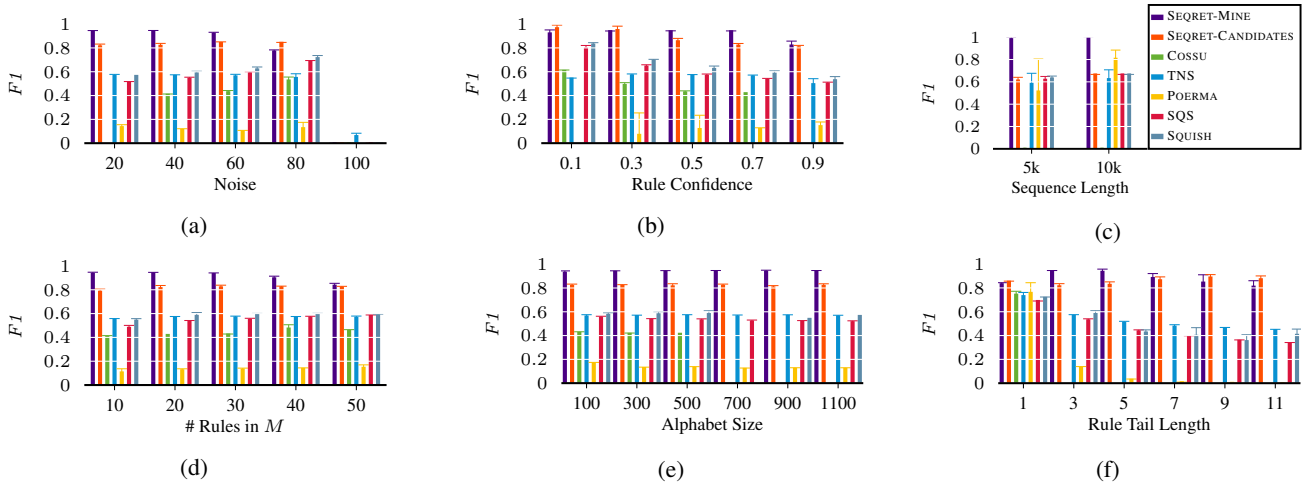 1
0.8
0.6
0.4
0.2
0
F1
20 40 60 80 100
Noise
(a)
1
0.8
0.6
0.4
0.2
0
F1
0.1 0.3 0.5 0.7 0.9
Rule Confidence
(b)
1
0.8
0.6
0.4
0.2
0
F1
5k 10k
Sequence Length
(c)
SEQRET-MINE
SEQRET-CANDIDATES
COSSU
TNS
POERMA
SQS
SQUISH
1
0.8
0.6
0.4
0.2
0
F1
10 20 30 40 50
# Rules in M
(d)
1
0.8
0.6
0.4
0.2
0
F1
100 300 500 700 900 1100
Alphabet Size
(e)
1
0.8
0.6
0.4
0.2
0
F1
1 3 5 7 9 11
Rule Tail Length
(f)